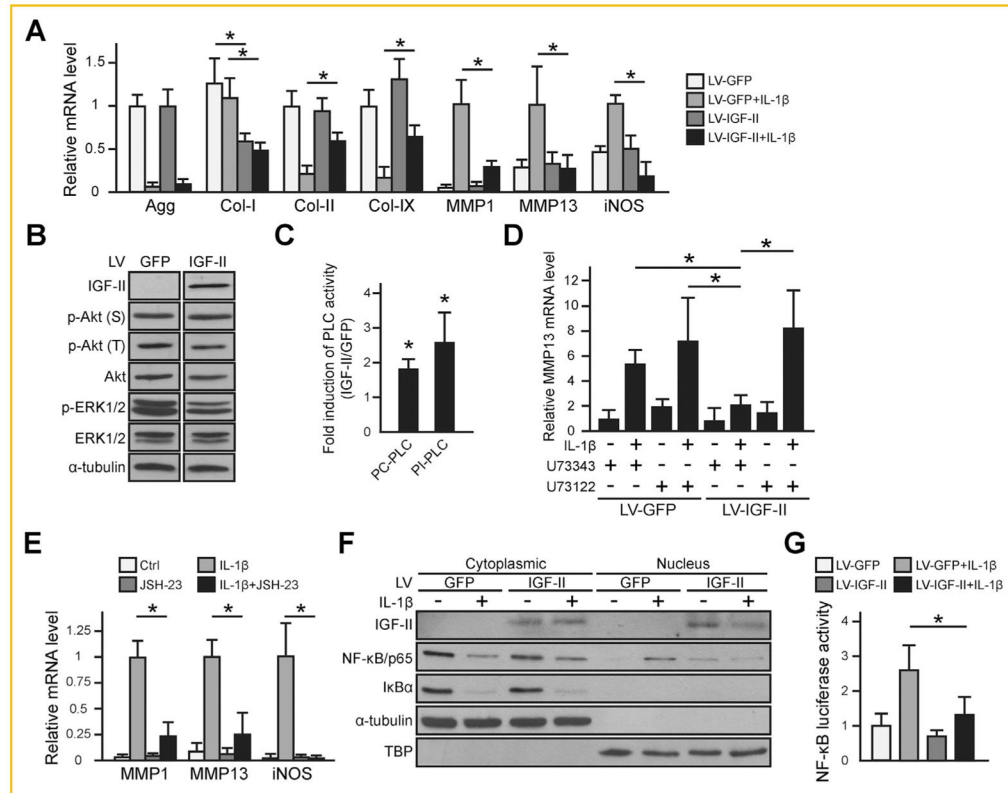 A
Relative mRNA level
1.5
1
0.5
0
Agg Col-I Col-II Col-IX MMP1 MMP13 iNOS
* * * * * * *
LV-GFP
LV-GFP+IL-1β
LV-IGF-II
LV-IGF-II+IL-1β
B
LV GFP IGF-II
IGF-II
p-Akt (S)
p-Akt (T)
Akt
p-ERK1/2
ERK1/2
α-tubulin
C
Fold induction of PLC activity
(IGF-II/GFP)
4
3
2
1
0
* *
PC-PLC PI-PLC
D
Relative MMP13 mRNA level
12
10
8
6
4
2
0
* * *
IL-1β - + - + - + - +
U73343 + + - - + + - -
U73122 - - + + - - + +
LV-GFP LV-IGF-II
E
Ctrl IL-1β
JSH-23 IL-1β+JSH-23
Relative mRNA level
1.25
1
0.75
0.5
0.25
0
* * *
MMP1 MMP13 iNOS
F
Cytoplasmic Nucleus
LV GFP IGF-II GFP IGF-II
IL-1β - + - + - + - +
IGF-II
NF-κB/p65
IκBα
α-tubulin
TBP
G
LV-GFP LV-GFP+IL-1β
LV-IGF-II LV-IGF-II+IL-1β
NF-κB luciferase activity
4
3
2
1
0
*